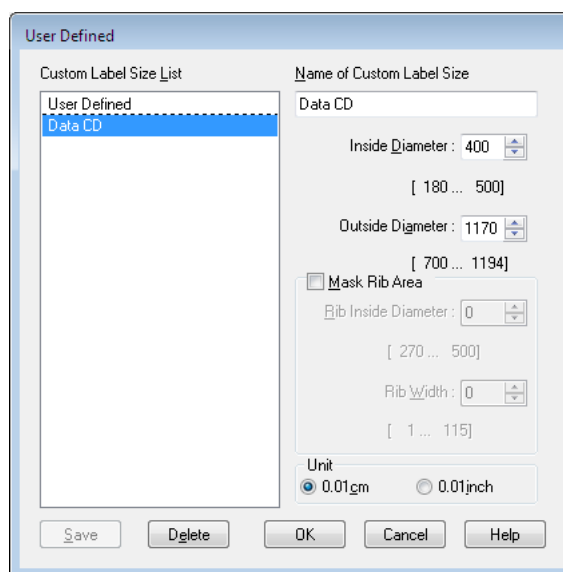 User Defined
Custom Label Size List
User Defined
Data CD
Name of Custom Label Size
Data CD
Inside Diameter : 400
[ 180 ... 500]
Outside Diameter : 1170
[ 700 ... 1194]
Mask Rib Area
Rib Inside Diameter : 0
[ 270 ... 500]
Rib Width : 0
[ 1 ... 115]
Unit
0.01cm 0.01inch
Save Delete OK Cancel Help